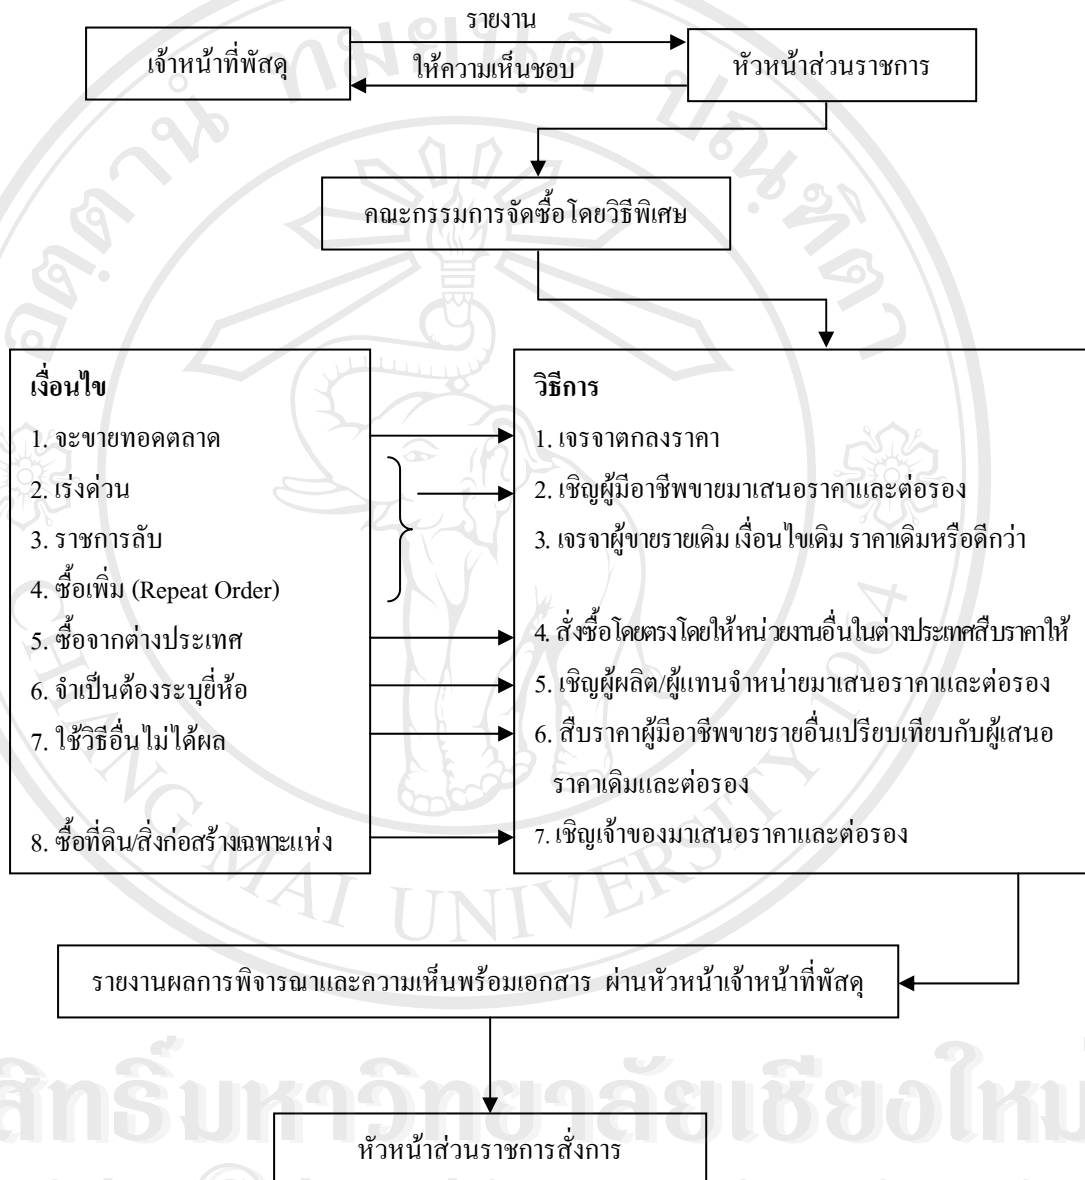 รายงาน
เจ้าหน้าที่พัสดุ
ให้ความเห็นชอบ
หัวหน้าส่วนราชการ
คณะกรรมการจัดซื้อโดยวิธีพิเศษ
เงื่อนไข
1. จะขายทอดตลาด
2. เร่งด่วน
3. ราชการลับ
4. ซื้อเพิ่ม (Repeat Order)
5. ซื้อจากต่างประเทศ
6. จำเป็นต้องระบุยี่ห้อ
7. ใช้วิธีอื่นไม่ได้ผล
8. ซื้อที่ดิน/สิ่งก่อสร้างเฉพาะแห่ง
วิธีการ
1. เจรจาตกลงราคา
2. เชิญผู้มีอาชีพขายมาเสนอราคาและต่อรอง
3. เจรจาผู้ขายรายเดิม เงื่อนไขเดิม ราคาเดิมหรือดีกว่า
4. สั่งซื้อโดยตรงโดยให้หน่วยงานอื่นในต่างประเทศสืบราคาให้
5. เชิญผู้ผลิต/ผู้แทนจำหน่ายมาเสนอราคาและต่อรอง
6. สืบราคาผู้มีอาชีพขายรายอื่นเปรียบเทียบกับผู้เสนอ
ราคาเดิมและต่อรอง
7. เชิญเจ้าของมาเสนอราคาและต่อรอง
รายงานผลการพิจารณาและความเห็นพร้อมเอกสาร ผ่านหัวหน้าเจ้าหน้าที่พัสดุ
หัวหน้าส่วนราชการสั่งการ
CHIANG MAI UNIVERSITY 1964
สิทธิ์มหาวิทยาลัยเชียงใหม่